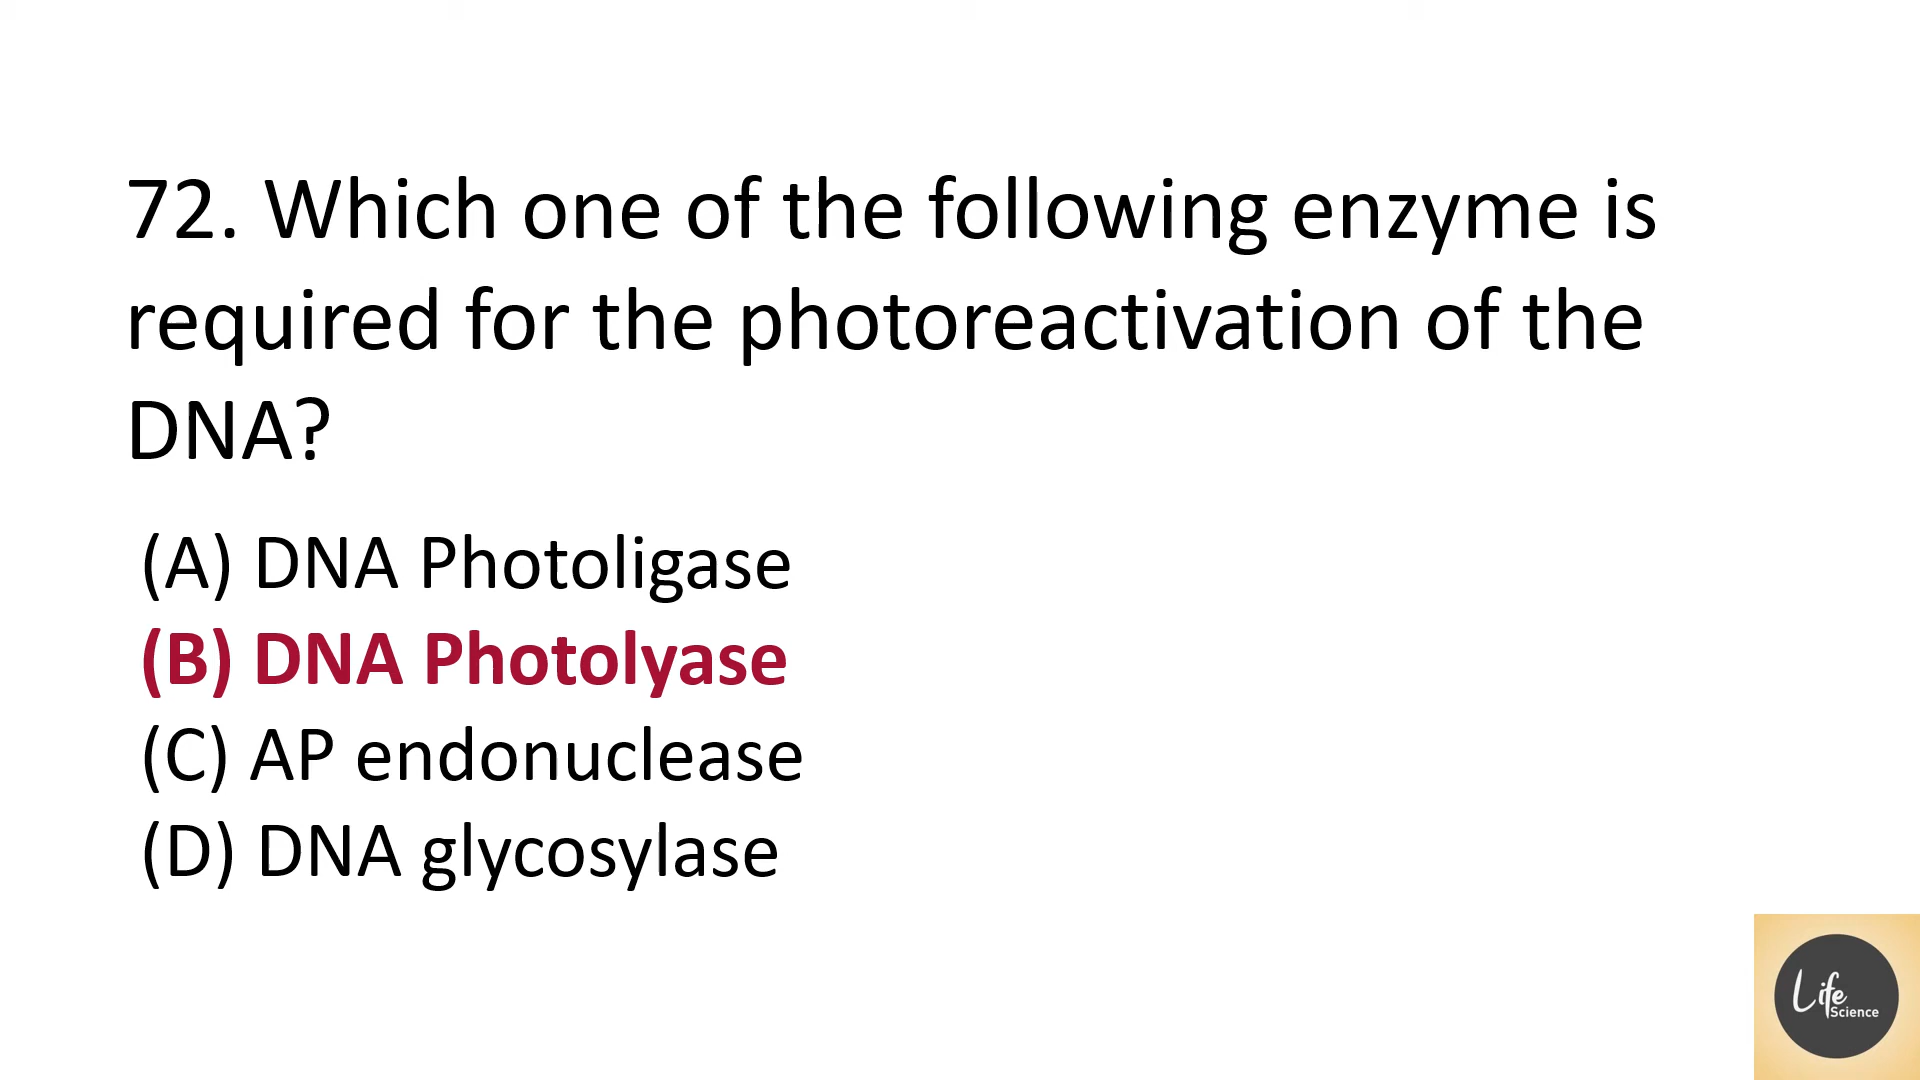 72. Which one of the following enzyme is
required for the photoreactivation of the
DNA?
(A) DNA Photoligase
(B) DNA Photolyase
(C) AP endonuclease
(D) DNA glycosylase
Life
Science